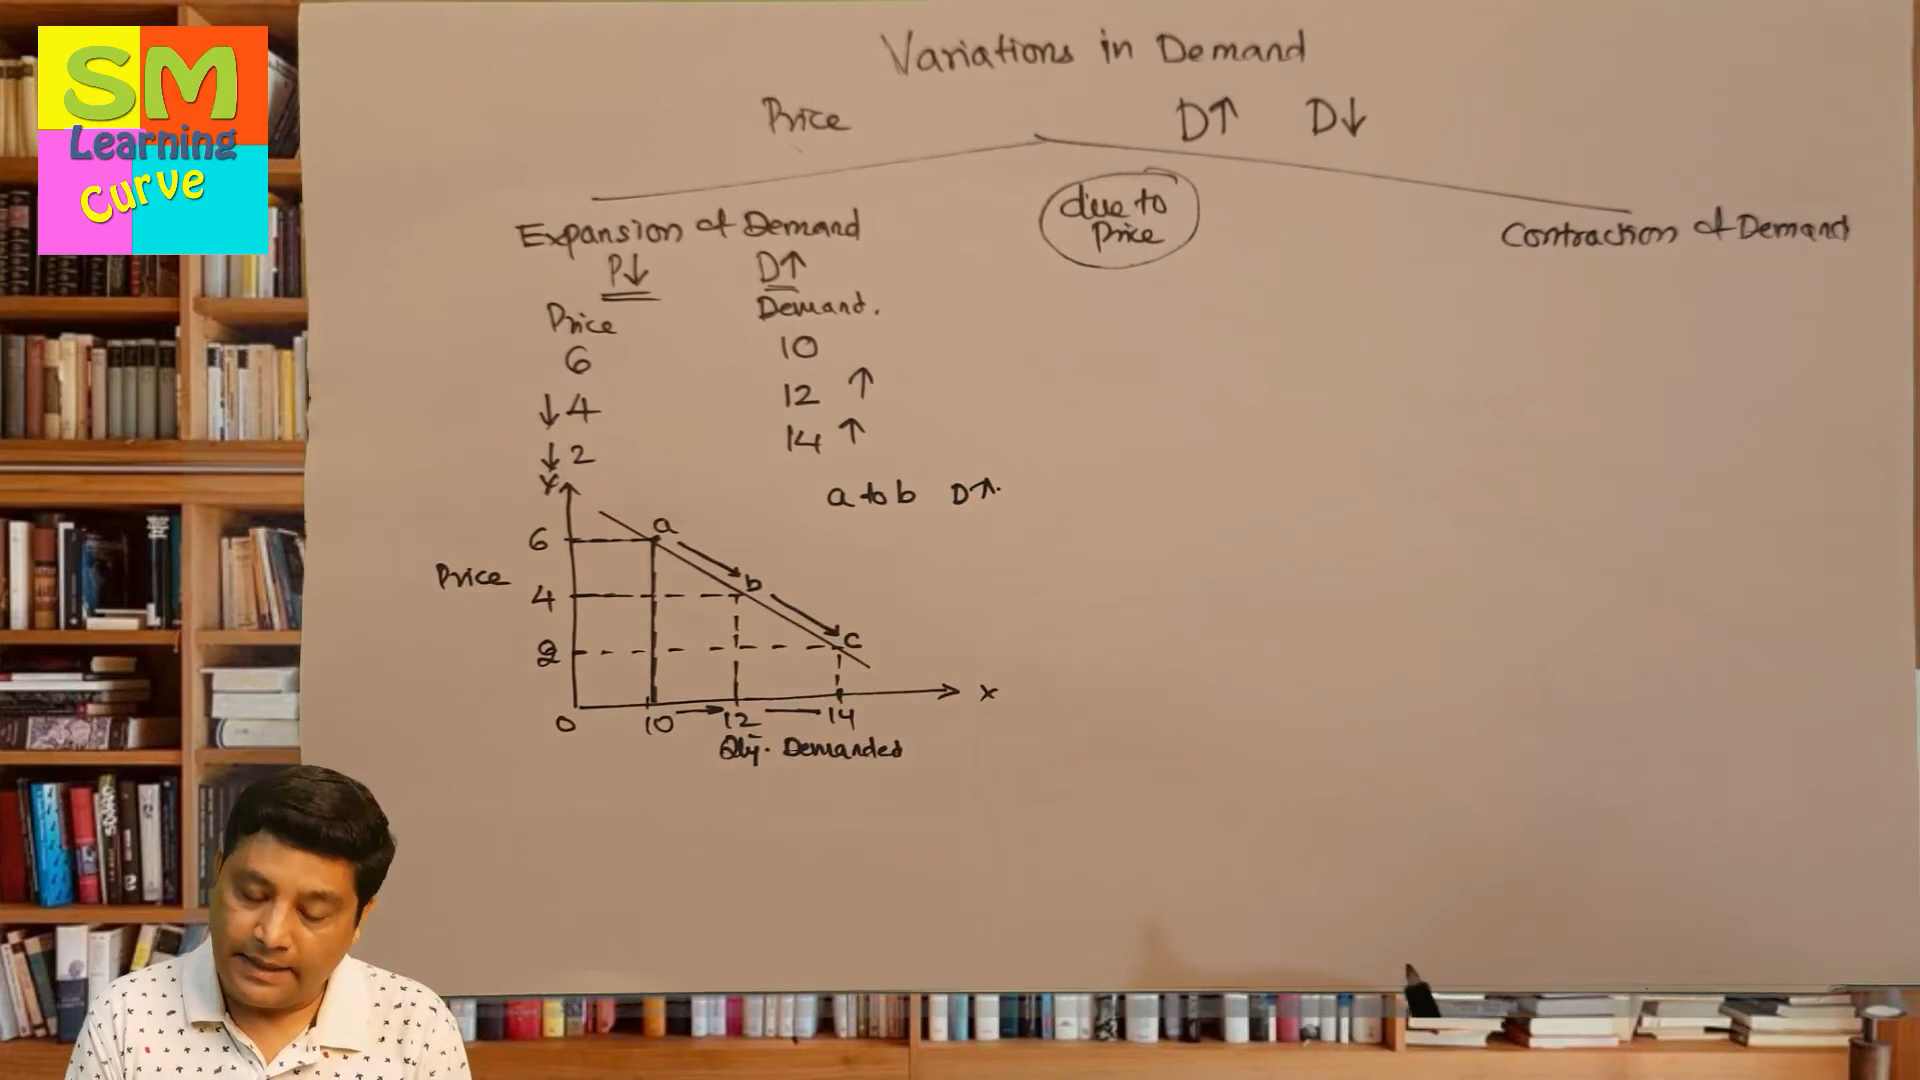 SM
Learning
Curve
Variations in Demand
Price D↑ D↓
due to
Price
Expansion of Demand
Contraction of Demand
P↓ D↑
Price Demand.
6 10
↓ 4 12 ↑
↓ 2 14 ↑
a to b D↑.
Y
a
6
Price
b
4
c
2
X
0 10 → 12 — 14
Qty. Demanded